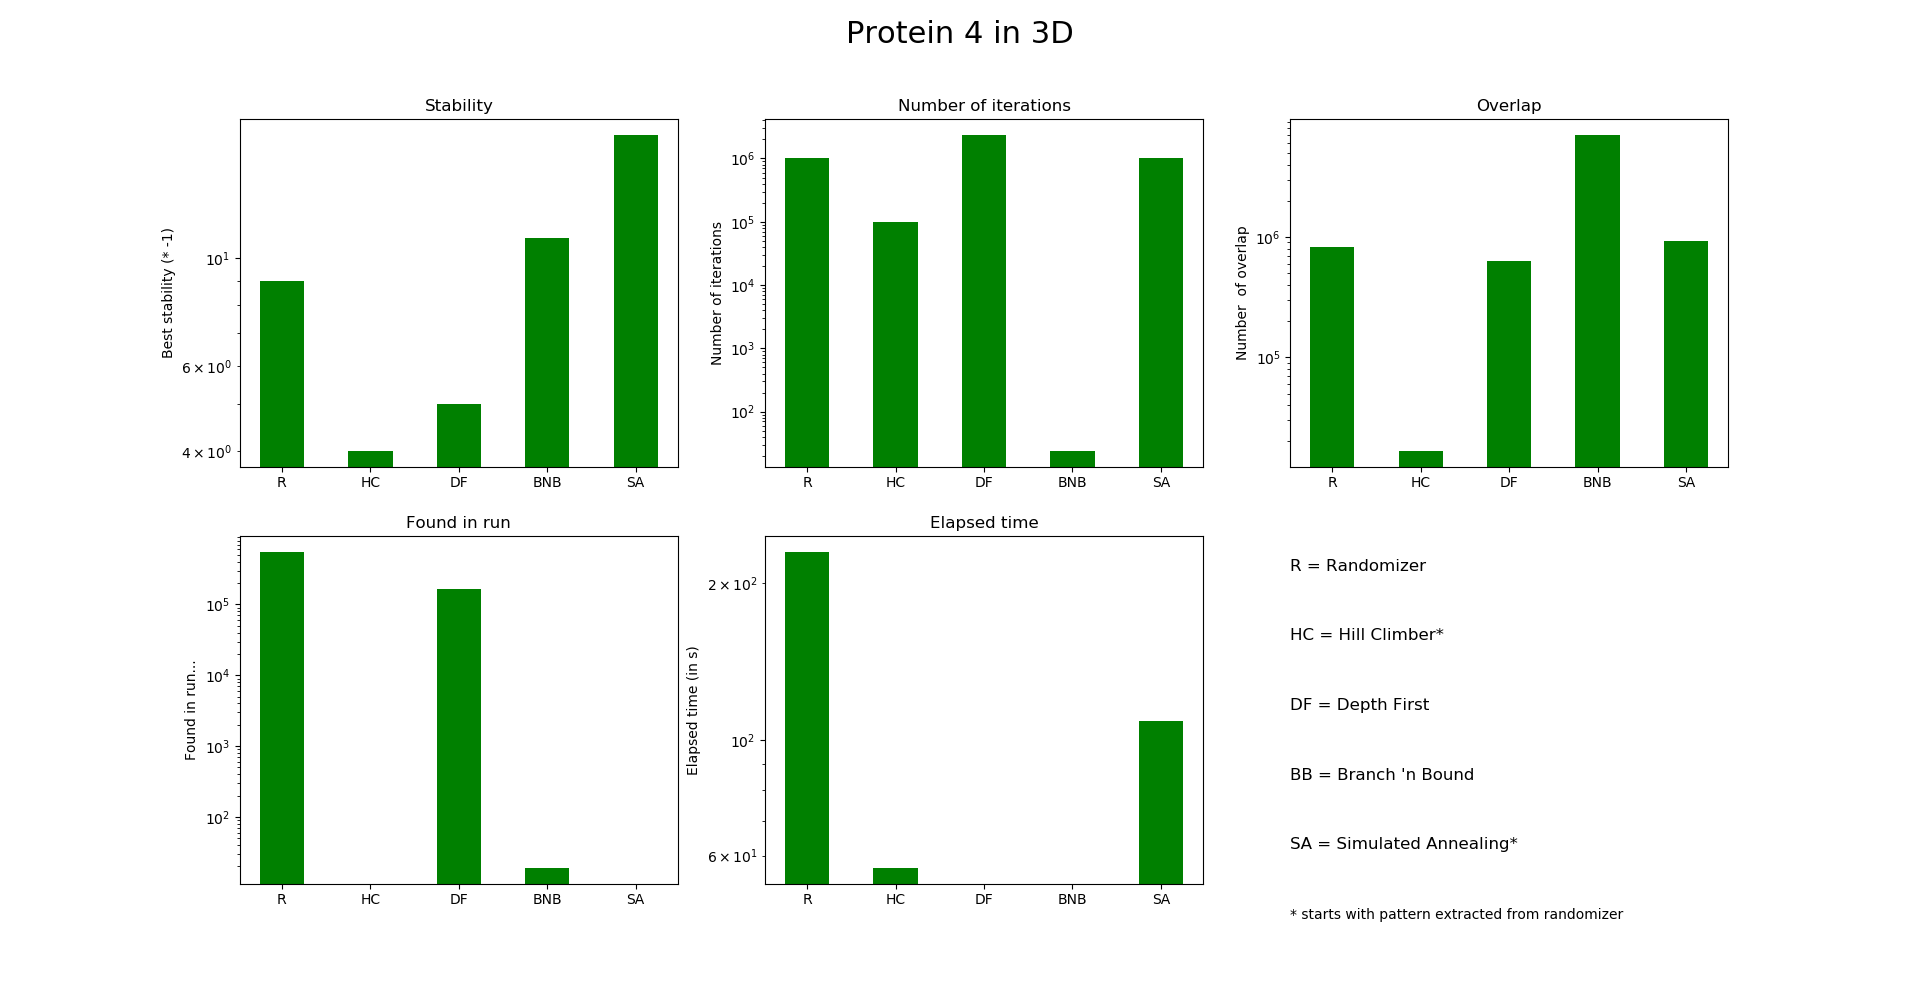 Protein 4 in 3D
Stability
Best stability (* -1)
10¹
6 × 10⁰
4 × 10⁰
R HC DF BNB SA
Number of iterations
Number of iterations
10⁶
10⁵
10⁴
10³
10²
R HC DF BNB SA
Overlap
Number  of overlap
10⁶
10⁵
R HC DF BNB SA
Found in run
Found in run...
10⁵
10⁴
10³
10²
R HC DF BNB SA
Elapsed time
Elapsed time (in s)
2 × 10²
10²
6 × 10¹
R HC DF BNB SA
R = Randomizer
HC = Hill Climber*
DF = Depth First
BB = Branch 'n Bound
SA = Simulated Annealing*
* starts with pattern extracted from randomizer